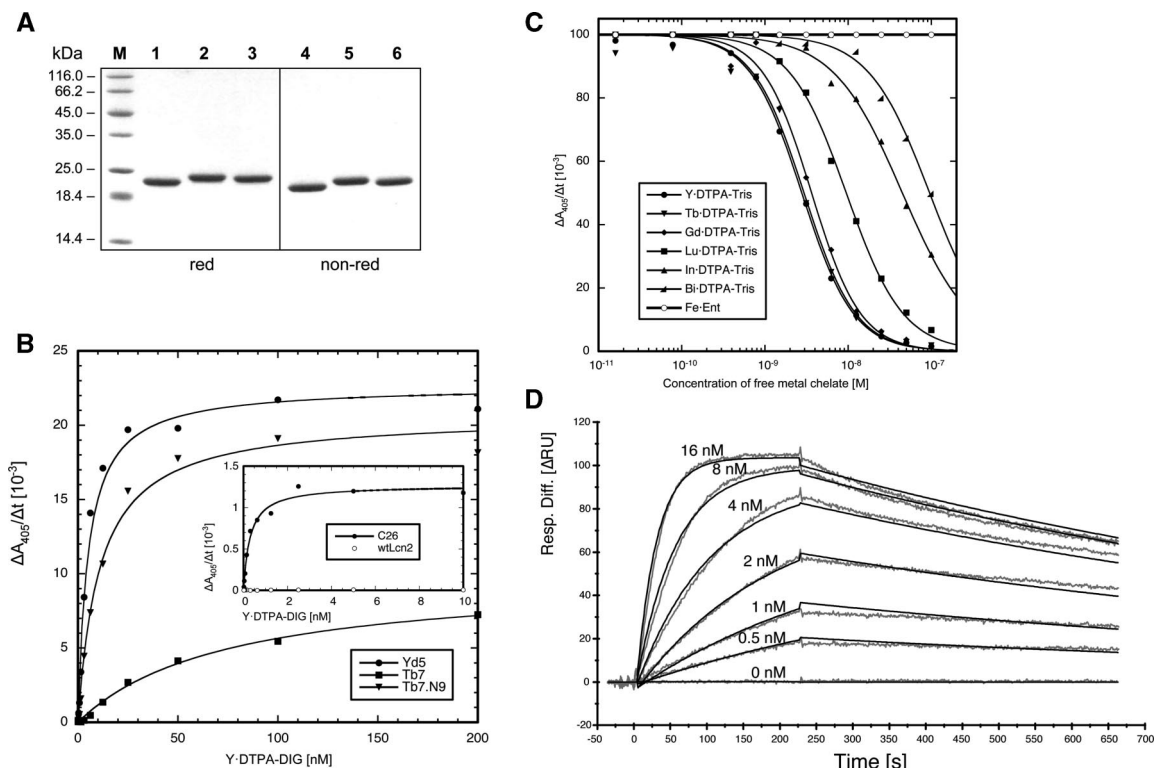 A
kDa M 1 2 3 4 5 6
116.0
66.2
45.0
35.0
25.0
18.4
14.4
red non-red
B
ΔA405/Δt [10-3]
25
20
15
10
5
0
0 50 100 150 200
Y·DTPA-DIG [nM]
Yd5
Tb7
Tb7.N9
ΔA405/Δt [10-3]
1.5
1
0.5
0
0 2 4 6 8 10
Y·DTPA-DIG [nM]
C26
wtLcn2
C
ΔA405/Δt [10-3]
100
80
60
40
20
0
10-11 10-10 10-9 10-8 10-7
Concentration of free metal chelate [M]
Y·DTPA-Tris
Tb·DTPA-Tris
Gd·DTPA-Tris
Lu·DTPA-Tris
In·DTPA-Tris
Bi·DTPA-Tris
Fe·Ent
D
Resp. Diff. [ΔRU]
120
100
80
60
40
20
0
-20
-50 0 50 100 150 200 250 300 350 400 450 500 550 600 650 700
Time [s]
16 nM
8 nM
4 nM
2 nM
1 nM
0.5 nM
0 nM